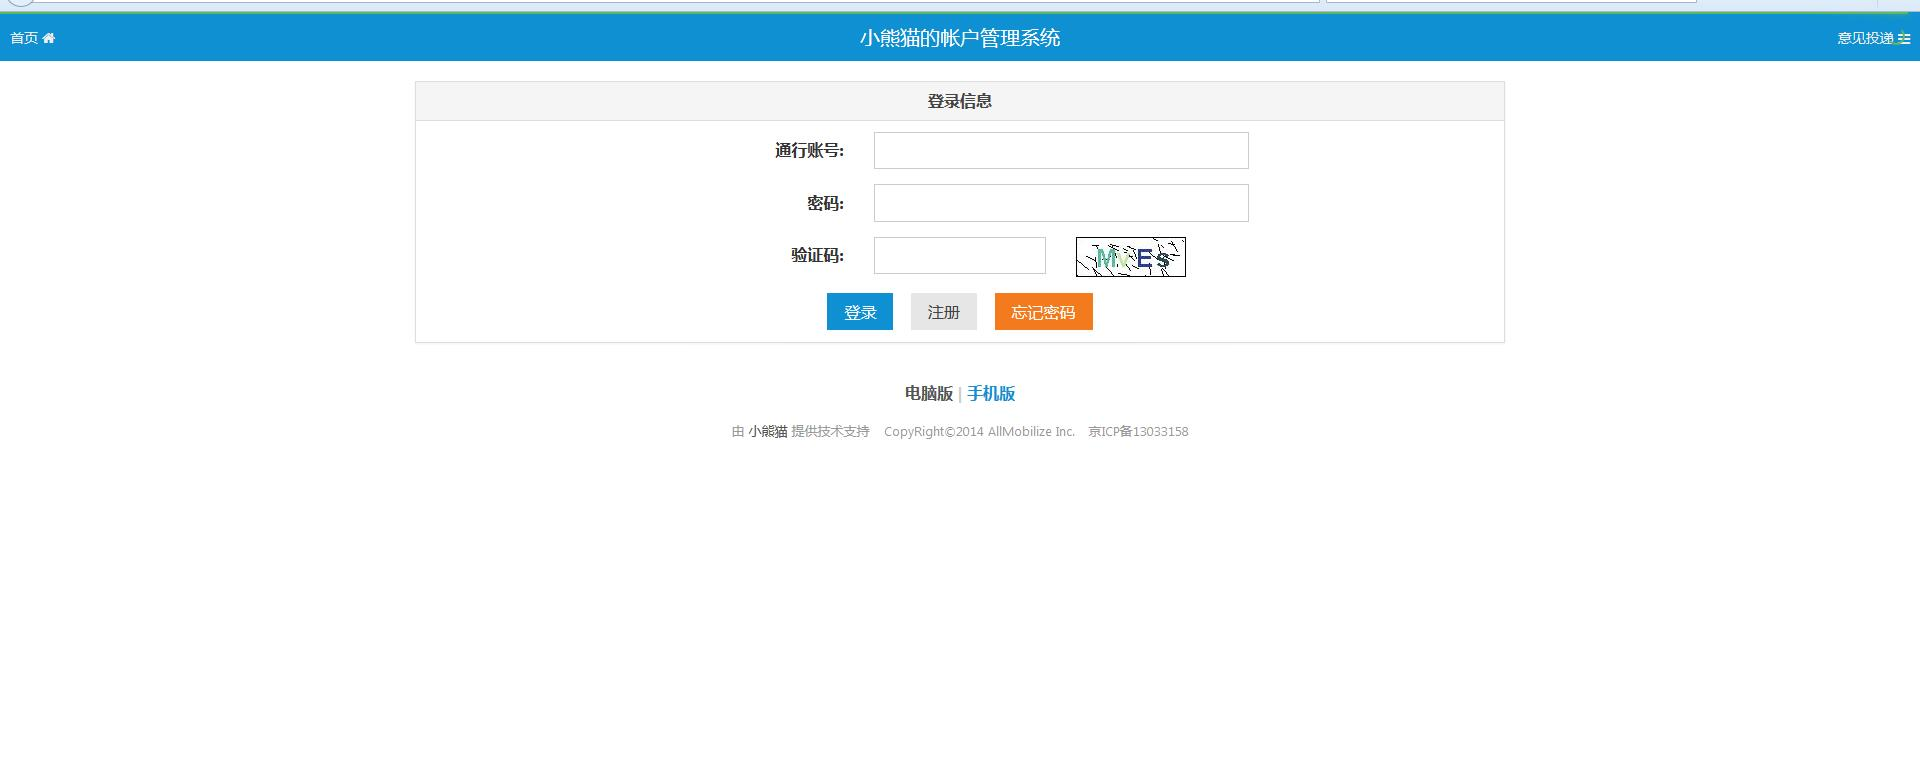 首页
小熊猫的帐户管理系统
意见投递
登录信息
通行账号:
密码:
验证码:
MvEs
登录 注册 忘记密码
电脑版 | 手机版
由 小熊猫 提供技术支持 CopyRight©2014 AllMobilize Inc. 京ICP备13033158